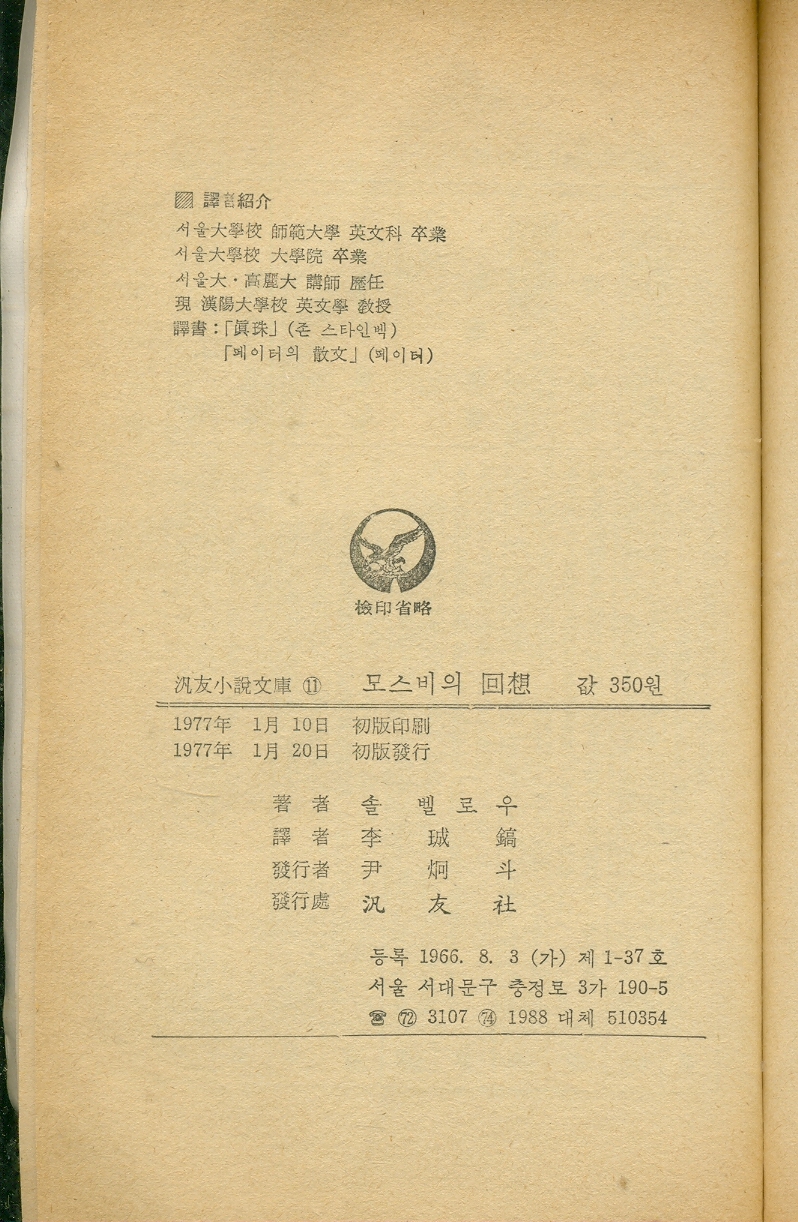 ▨ 譯者紹介
서울大學校 師範大學 英文科 卒業
서울大學校 大學院 卒業
서울大·高麗大 講師 歷任
現 漢陽大學校 英文學 敎授
譯書:「眞珠」(존 스타인벡)
「페이터의 散文」(페이터)
檢印省略
汎友小說文庫 ⑪ 모스비의 回想 값 350원
1977年 1月 10日 初版印刷
1977年 1月 20日 初版發行
著者 솔 벨로우
譯者 李珹鎬
發行者 尹炯斗
發行處 汎友社
등록 1966. 8. 3 (가) 제 1-37 호
서울 서대문구 충정로 3가 190-5
☎ ㊆㊁ 3107 ㊆㊃ 1988 대체 510354